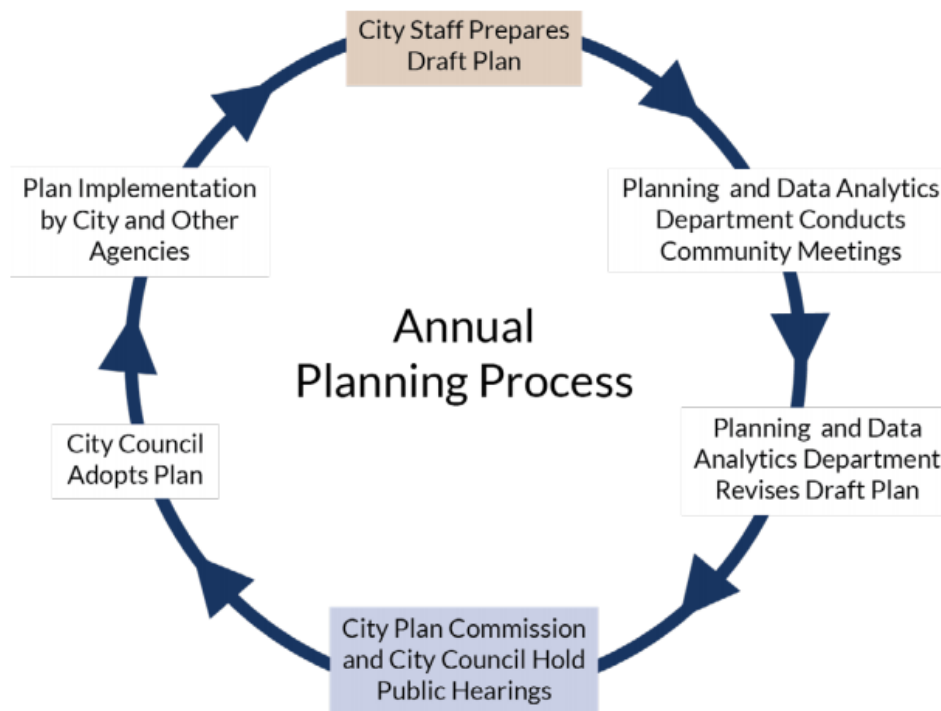 City Staff Prepares
Draft Plan
Planning and Data Analytics
Department Conducts
Community Meetings
Planning and Data
Analytics Department
Revises Draft Plan
City Plan Commission
and City Council Hold
Public Hearings
City Council
Adopts Plan
Plan Implementation
by City and Other
Agencies
Annual
Planning Process